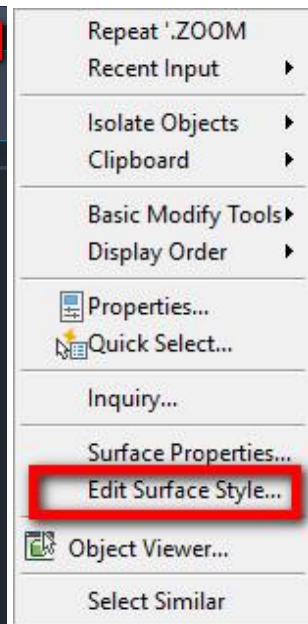 Repeat '.ZOOM
Recent Input
Isolate Objects
Clipboard
Basic Modify Tools
Display Order
Properties...
Quick Select...
Inquiry...
Surface Properties...
Edit Surface Style...
Object Viewer...
Select Similar